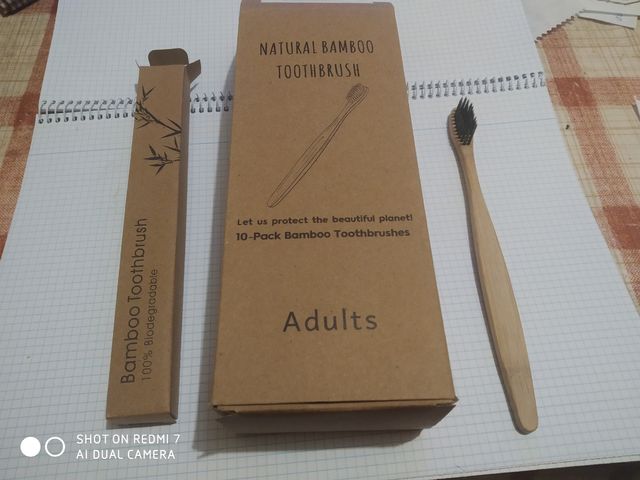 Bamboo Toothbrush
100% Biodegradable
NATURAL BAMBOO
TOOTHBRUSH
Let us protect the beautiful planet!
10-Pack Bamboo Toothbrushes
Adults
SHOT ON REDMI 7
AI DUAL CAMERA